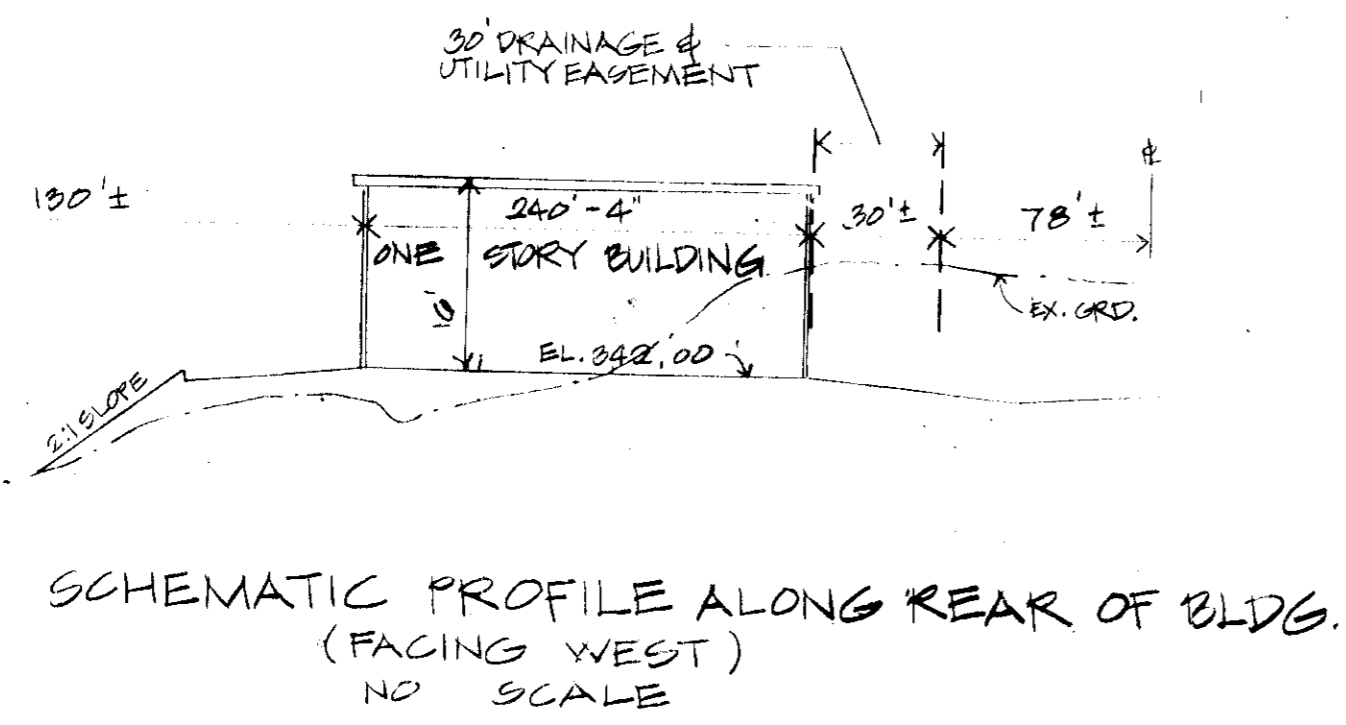 30' DRAINAGE &
UTILITY EASEMENT
130'±
240'-4"
30'±
78'±
ONE STORY BUILDING
EX. GRD.
EL. 342.00
2:1 SLOPE
SCHEMATIC PROFILE ALONG REAR OF BLDG.
(FACING WEST)
NO SCALE